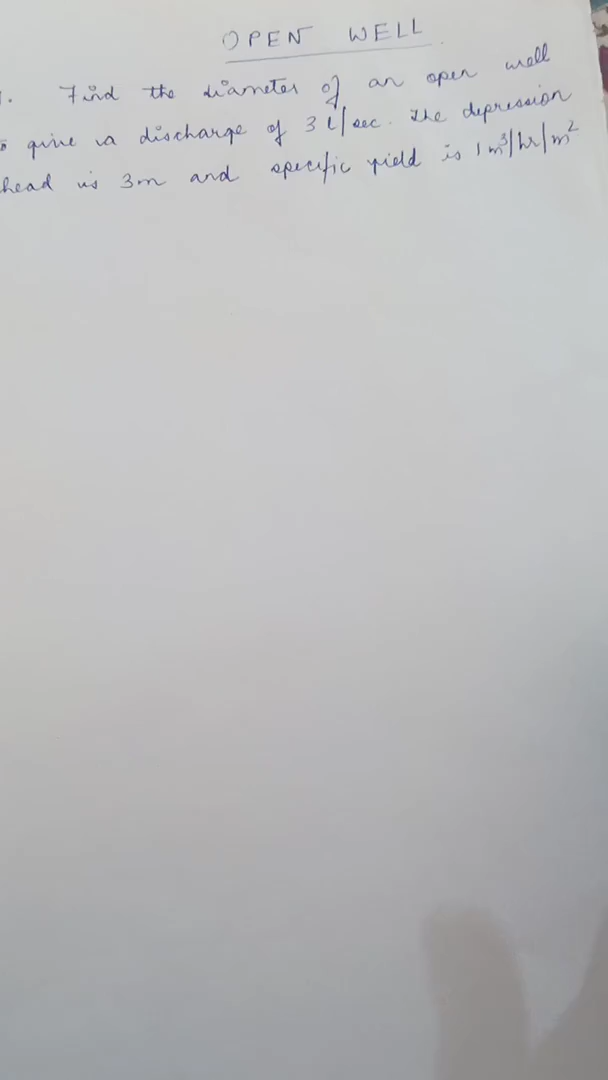 OPEN WELL
1. Find the diameter of an open well
give a discharge of 3 l/sec. The depression
head is 3m and specific yield is 1 m³/hr/m²